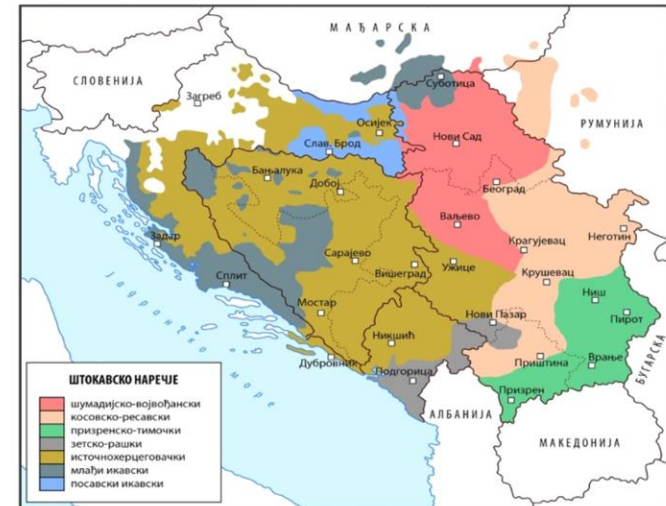 МАЂАРСКА
СЛОВЕНИЈА
Загреб
Суботица
РУМУНИЈА
Осијек
Нови Сад
Слав. Брод
Бањалука
Добој
Београд
Ваљево
Неготин
Задар
Сарајево
Вишеград
Ужице
Крагујевац
Сплит
Крушевац
Ниш
Мостар
Нови Пазар
Пирот
Никшић
Јадранско море
Дубровник
Приштина
Врање
БУГАРСКА
Подгорица
Призрен
АЛБАНИЈА
МАКЕДОНИЈА
ШТОКАВСКО НАРЕЧЈЕ
шумадијско-војвођански
косовско-ресавски
призренско-тимочки
зетско-рашки
источнохерцеговачки
млађи икавски
посавски икавски